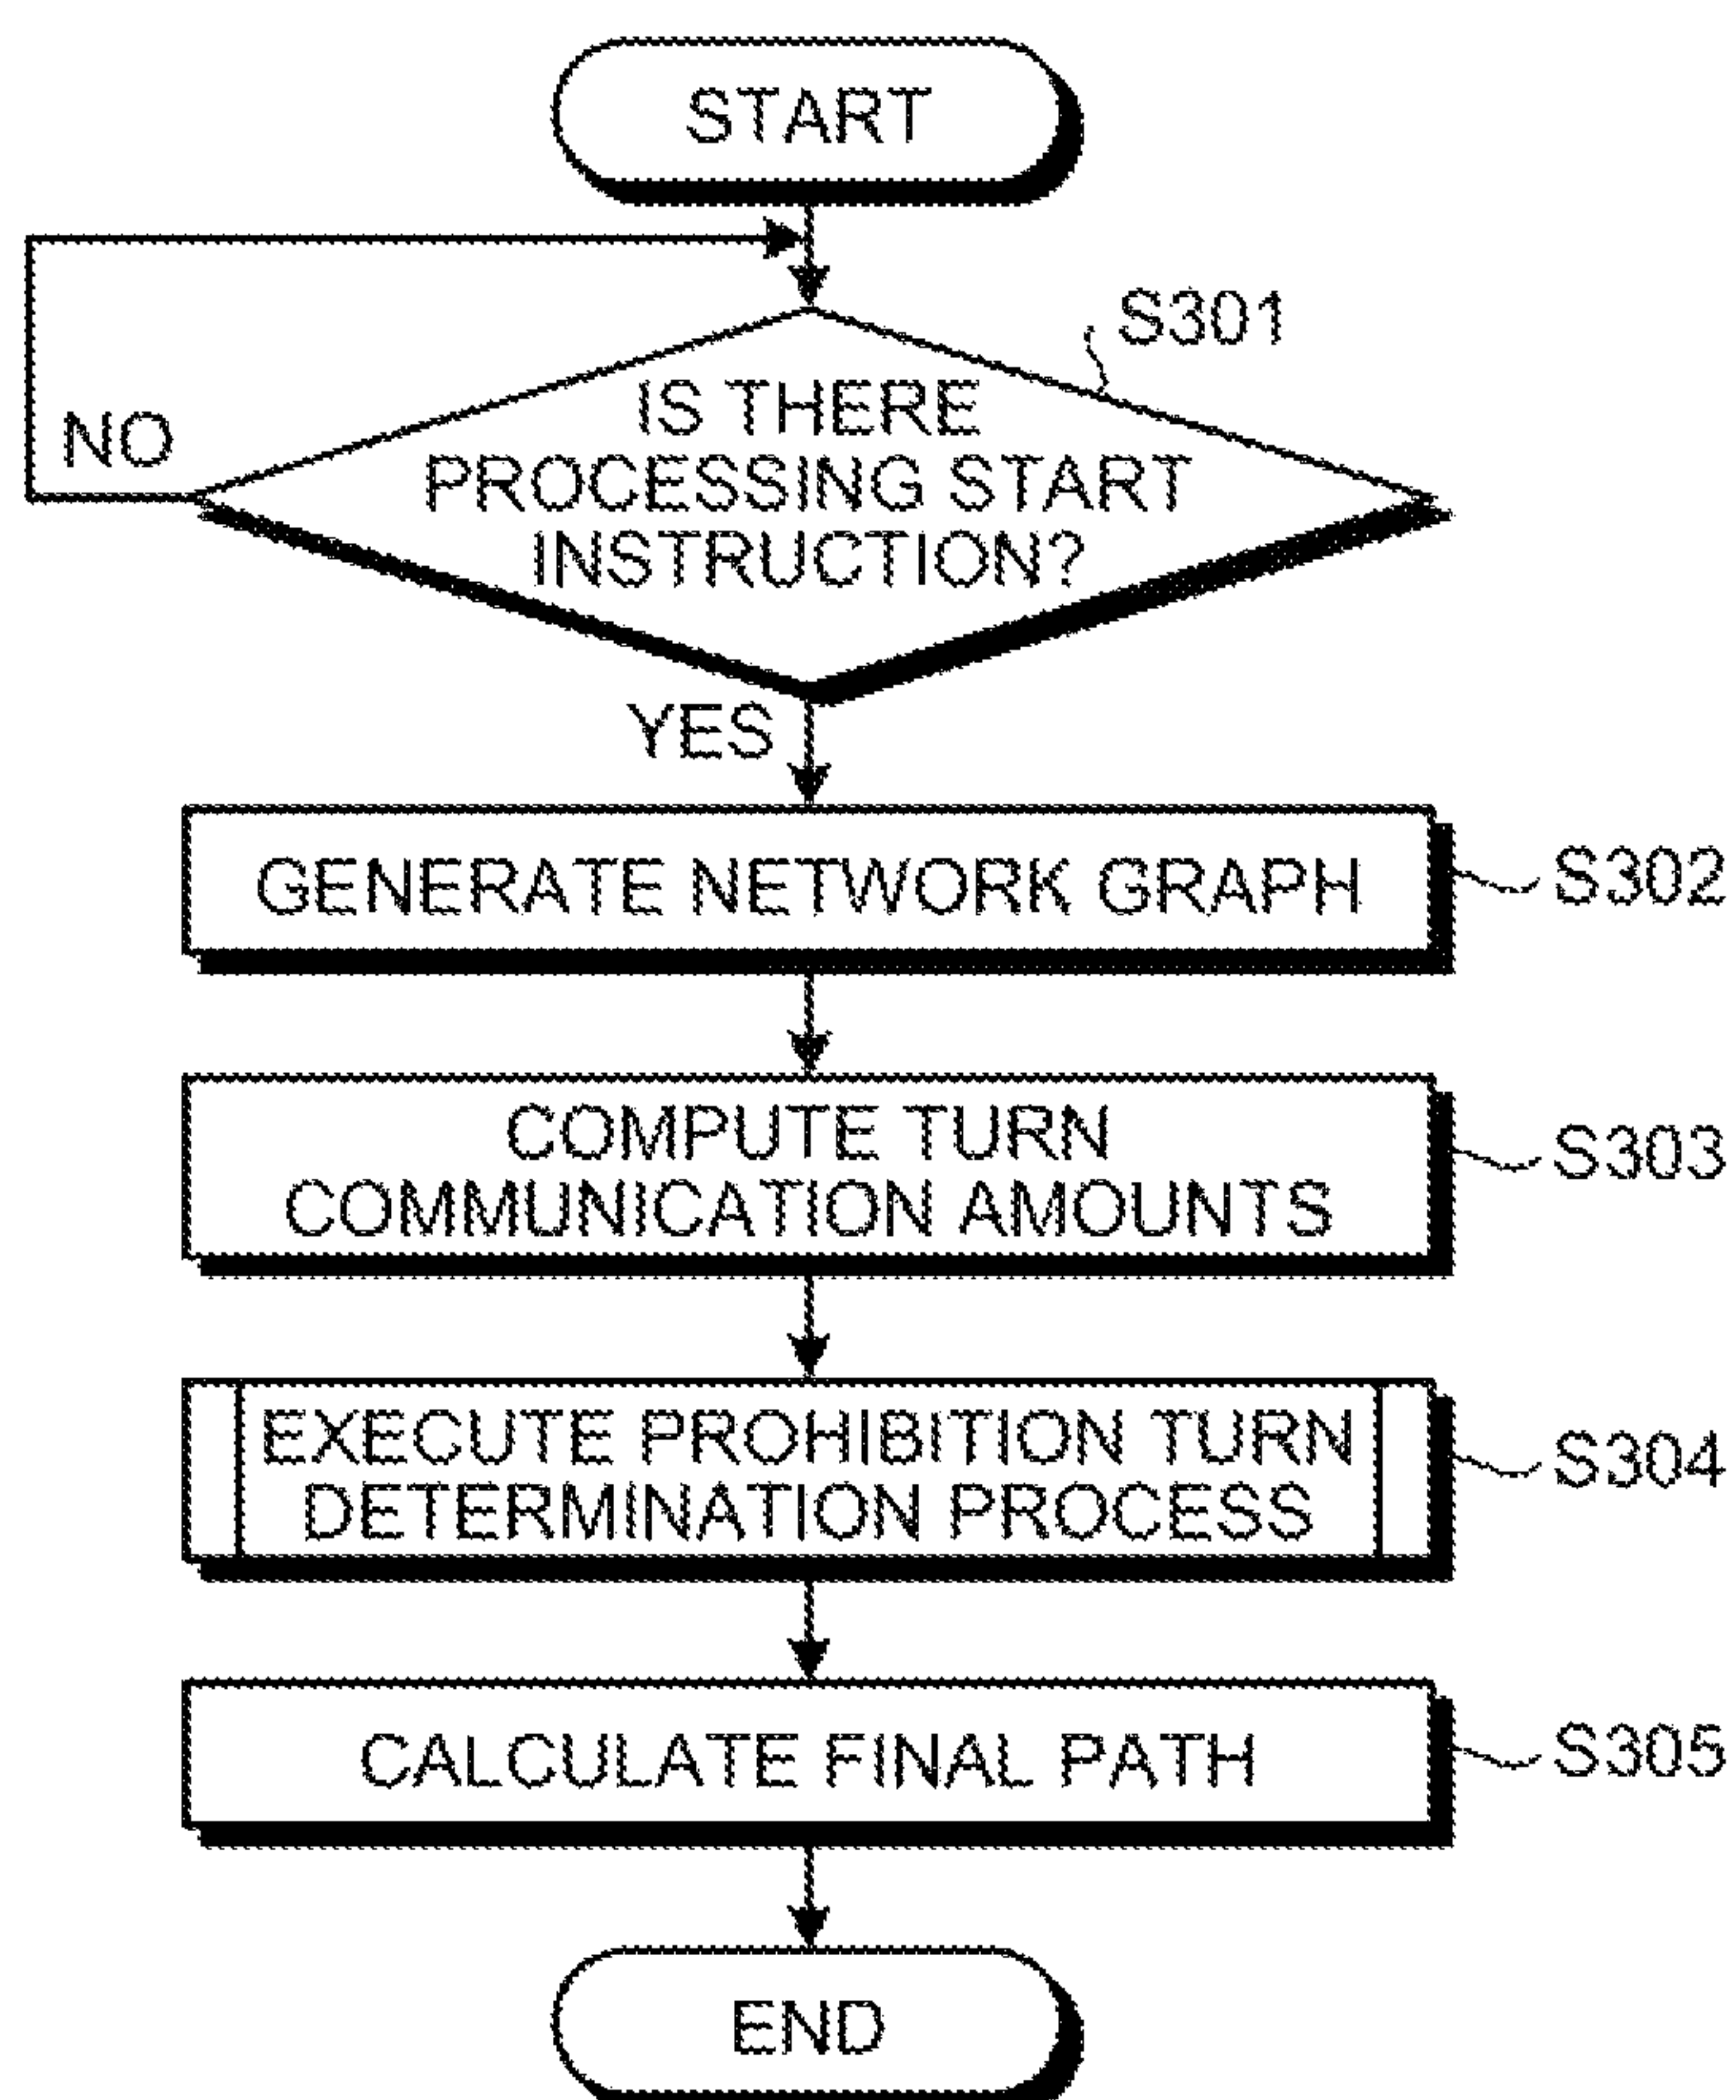 START
S301
IS THERE
PROCESSING START
INSTRUCTION?
NO
YES
GENERATE NETWORK GRAPH
S302
COMPUTE TURN
COMMUNICATION AMOUNTS
S303
EXECUTE PROHIBITION TURN
DETERMINATION PROCESS
S304
CALCULATE FINAL PATH
S305
END